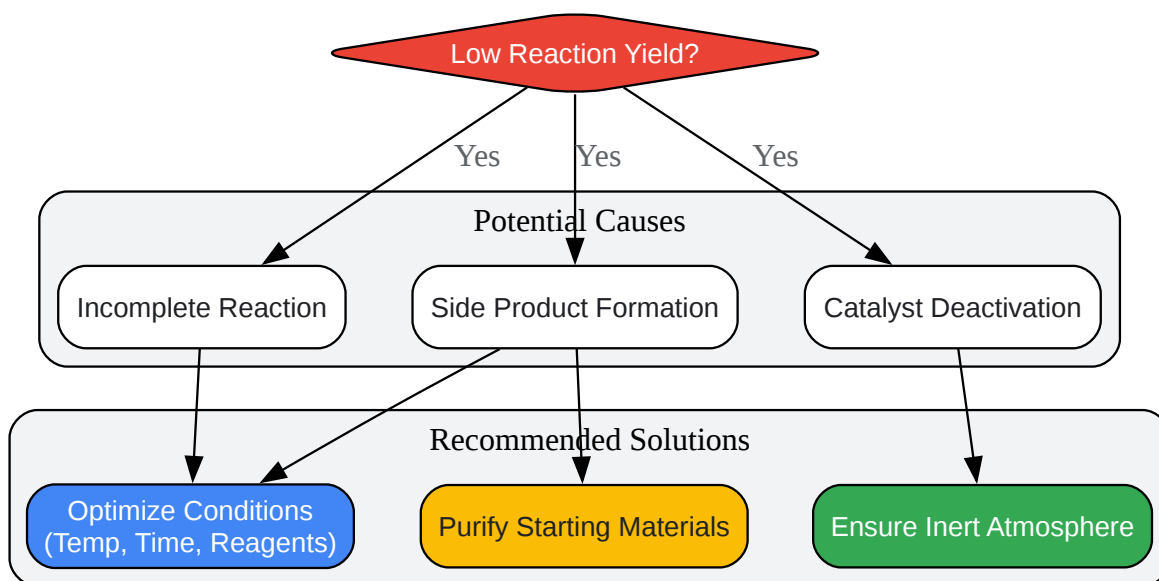 Low Reaction Yield?
Yes
Yes
Yes
Potential Causes
Incomplete Reaction
Side Product Formation
Catalyst Deactivation
Recommended Solutions
Optimize Conditions
(Temp, Time, Reagents)
Purify Starting Materials
Ensure Inert Atmosphere